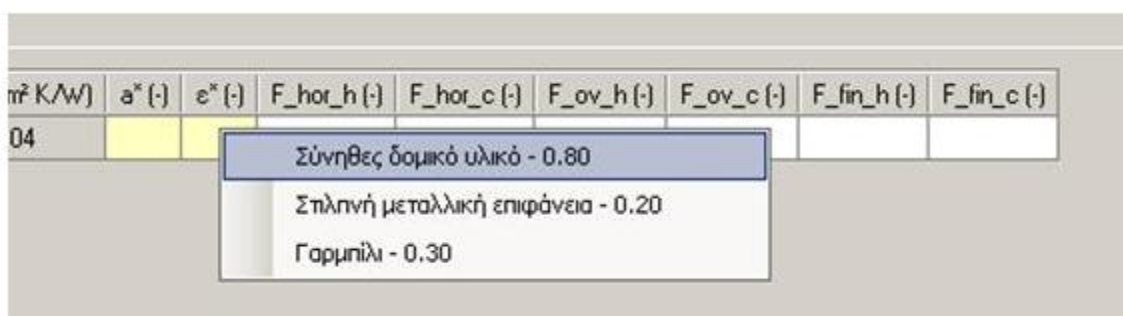 m² K/W) a* (-) ε* (-) F_hor_h (-) F_hor_c (-) F_ov_h (-) F_ov_c (-) F_fin_h (-) F_fin_c (-)
04
Σύνηθες δομικό υλικό - 0.80
Στιλπνή μεταλλική επιφάνεια - 0.20
Γαρμπίλι - 0.30